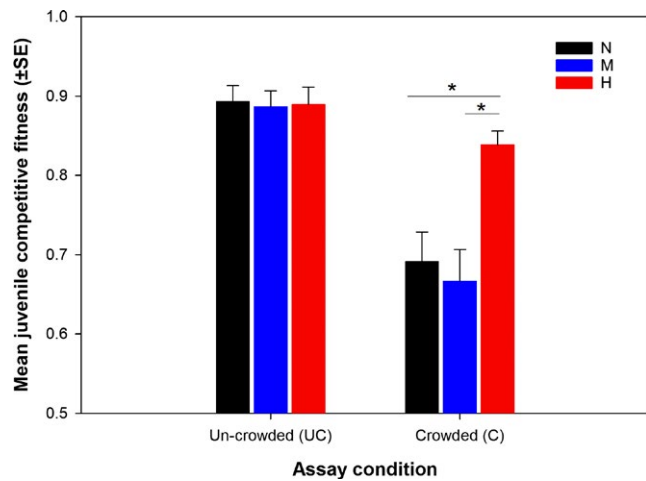 1.0
0.9
0.8
0.7
0.6
0.5
Mean juvenile competitive fitness (±SE)
N
M
H
*
*
Un-crowded (UC) Crowded (C)
Assay condition